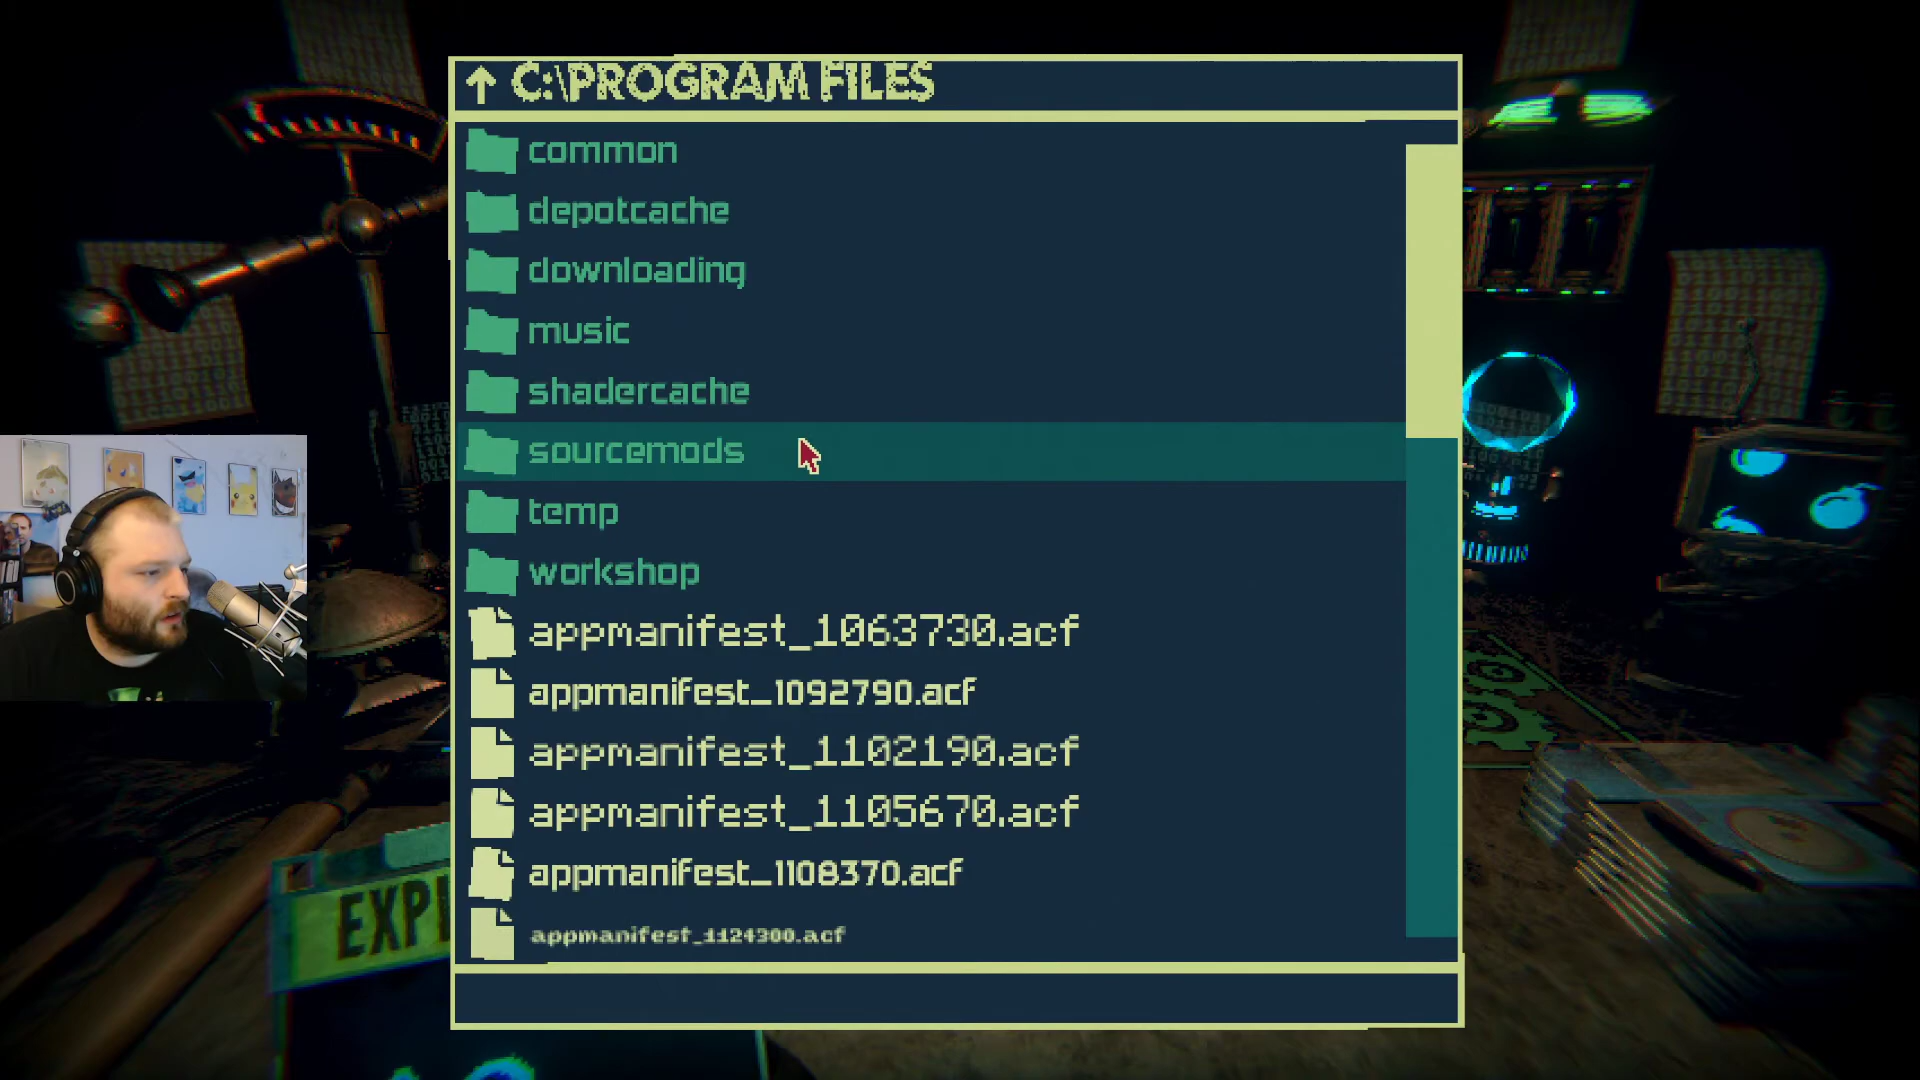 C:\PROGRAM FILES
common
depotcache
downloading
music
shadercache
sourcemods
temp
workshop
appmanifest_1063730.acf
appmanifest_1092790.acf
appmanifest_1102190.acf
appmanifest_1105670.acf
appmanifest_1108370.acf
appmanifest_1124300.acf